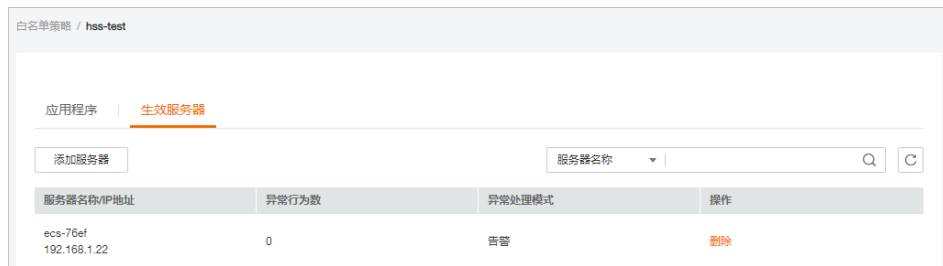 白名单策略 / hss-test
应用程序 生效服务器
添加服务器 服务器名称
服务器名称/IP地址 异常行为数 异常处理模式 操作
ecs-76ef
192.168.1.22 0 告警 删除